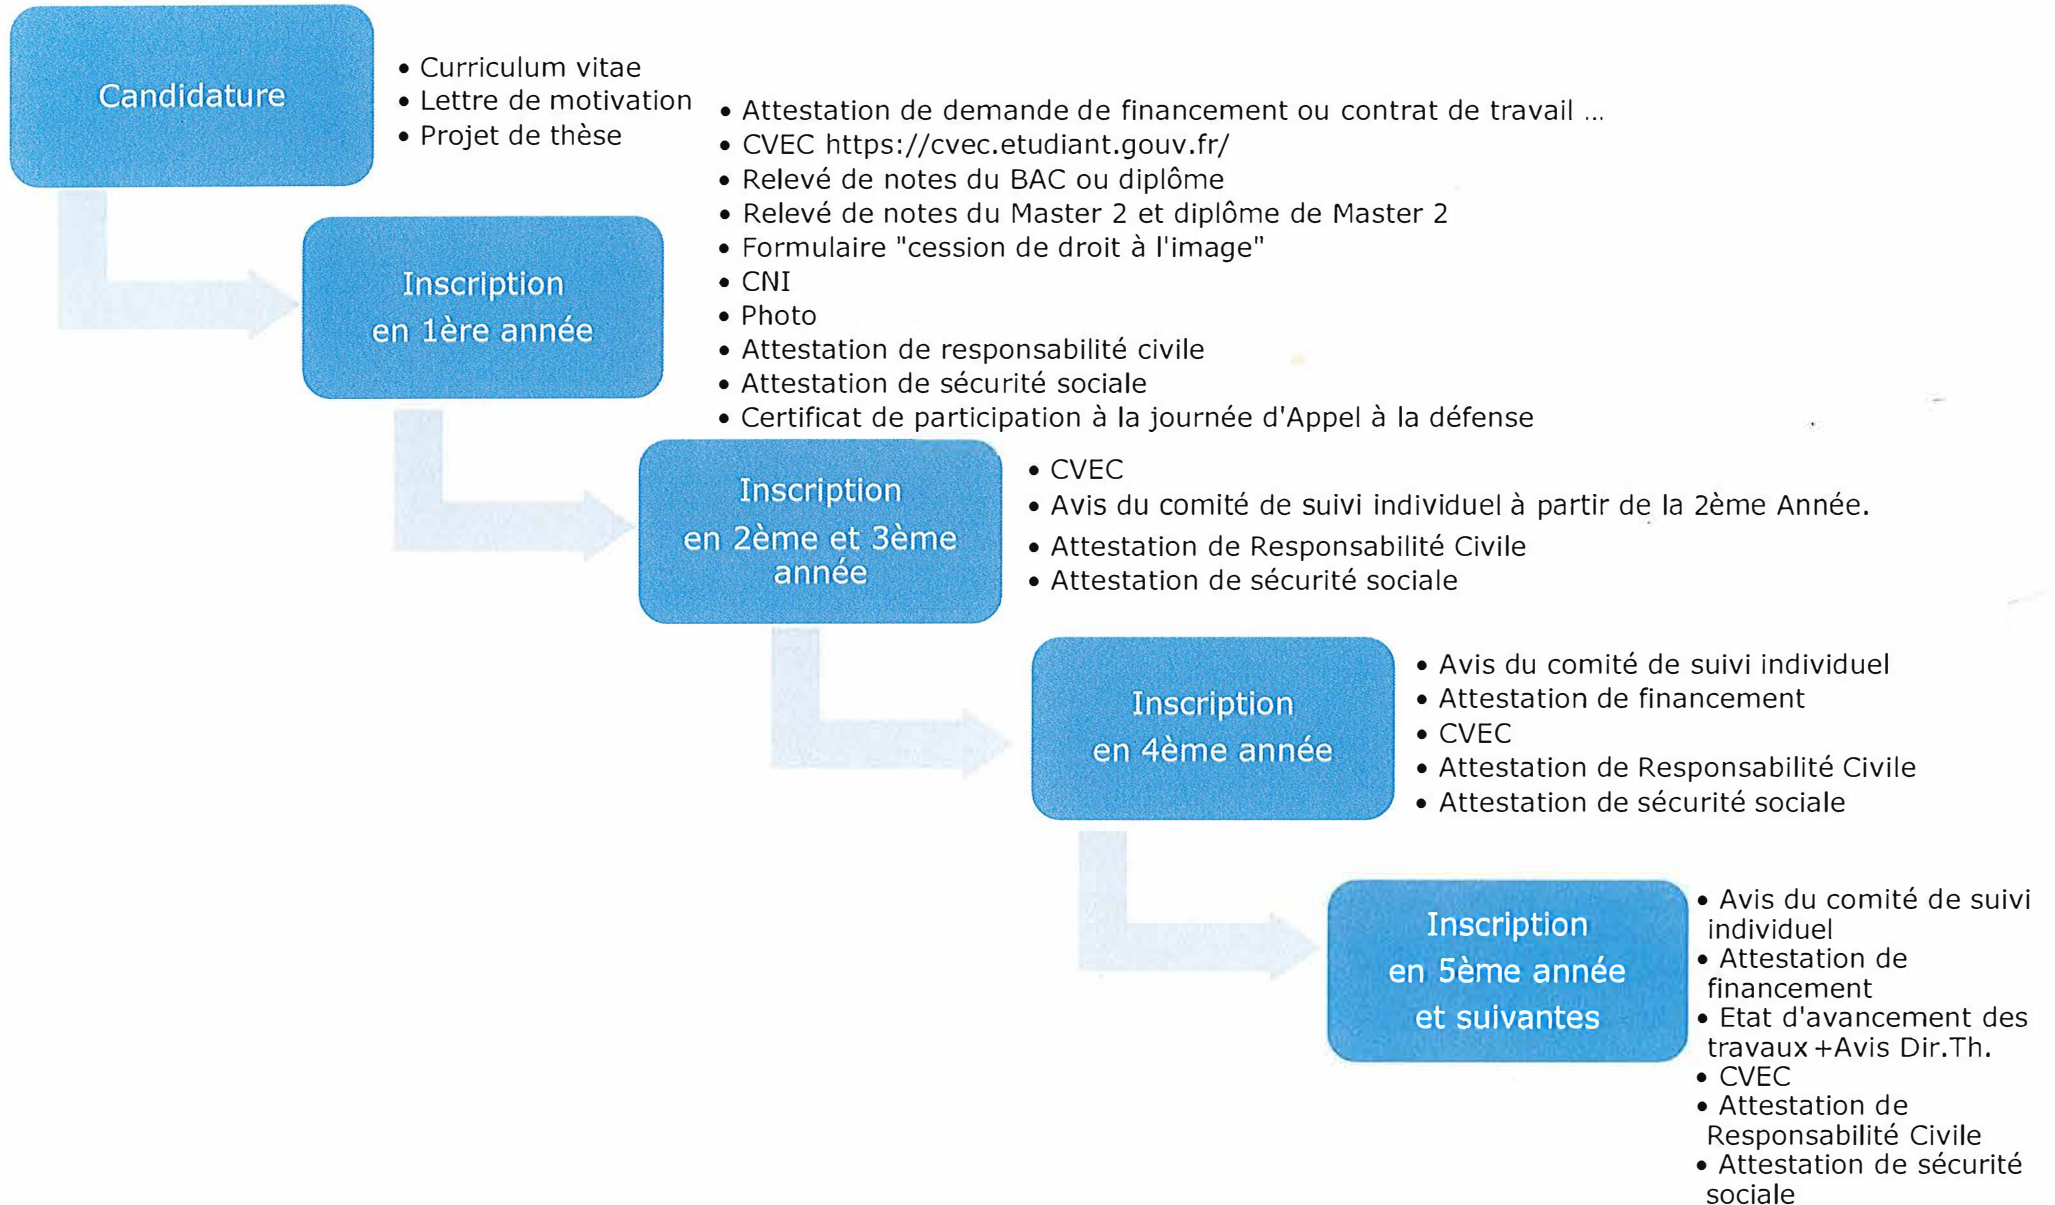 Candidature
• Curriculum vitae
• Lettre de motivation
• Projet de thèse
Inscription
en 1ère année
• Attestation de demande de financement ou contrat de travail ...
• CVEC https://cvec.etudiant.gouv.fr/
• Relevé de notes du BAC ou diplôme
• Relevé de notes du Master 2 et diplôme de Master 2
• Formulaire "cession de droit à l'image"
• CNI
• Photo
• Attestation de responsabilité civile
• Attestation de sécurité sociale
• Certificat de participation à la journée d'Appel à la défense
Inscription
en 2ème et 3ème
année
• CVEC
• Avis du comité de suivi individuel à partir de la 2ème Année.
• Attestation de Responsabilité Civile
• Attestation de sécurité sociale
Inscription
en 4ème année
• Avis du comité de suivi individuel
• Attestation de financement
• CVEC
• Attestation de Responsabilité Civile
• Attestation de sécurité sociale
Inscription
en 5ème année
et suivantes
• Avis du comité de suivi
individuel
• Attestation de
financement
• Etat d'avancement des
travaux +Avis Dir.Th.
• CVEC
• Attestation de
Responsabilité Civile
• Attestation de sécurité
sociale